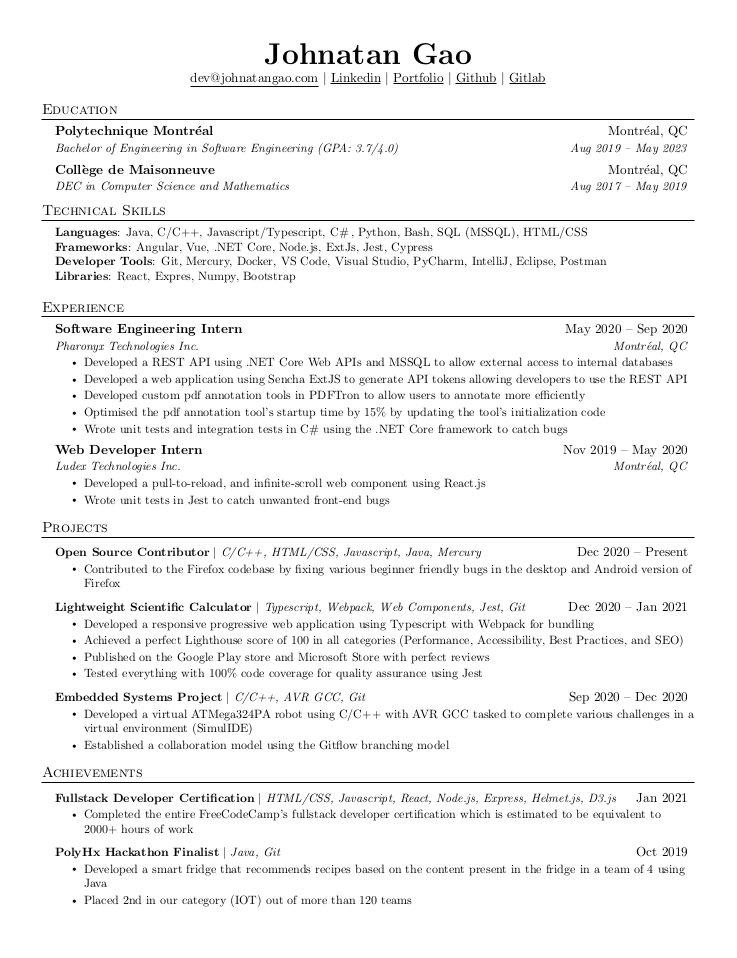 Johnatan Gao
dev@johnatangao.com | Linkedin | Portfolio | Github | Gitlab
Education
Polytechnique Montréal Montréal, QC
Bachelor of Engineering in Software Engineering (GPA: 3.7/4.0) Aug 2019 – May 2023
Collège de Maisonneuve Montréal, QC
DEC in Computer Science and Mathematics Aug 2017 – May 2019
Technical Skills
Languages: Java, C/C++, Javascript/Typescript, C#, Python, Bash, SQL (MSSQL), HTML/CSS
Frameworks: Angular, Vue, .NET Core, Node.js, ExtJs, Jest, Cypress
Developer Tools: Git, Mercury, Docker, VS Code, Visual Studio, PyCharm, IntelliJ, Eclipse, Postman
Libraries: React, Expres, Numpy, Bootstrap
Experience
Software Engineering Intern May 2020 – Sep 2020
Pharonyx Technologies Inc. Montréal, QC
• Developed a REST API using .NET Core Web APIs and MSSQL to allow external access to internal databases
• Developed a web application using Sencha ExtJS to generate API tokens allowing developers to use the REST API
• Developed custom pdf annotation tools in PDFTron to allow users to annotate more efficiently
• Optimised the pdf annotation tool's startup time by 15% by updating the tool's initialization code
• Wrote unit tests and integration tests in C# using the .NET Core framework to catch bugs
Web Developer Intern Nov 2019 – May 2020
Ludex Technologies Inc. Montréal, QC
• Developed a pull-to-reload, and infinite-scroll web component using React.js
• Wrote unit tests in Jest to catch unwanted front-end bugs
Projects
Open Source Contributor | C/C++, HTML/CSS, Javascript, Java, Mercury Dec 2020 – Present
• Contributed to the Firefox codebase by fixing various beginner friendly bugs in the desktop and Android version of
Firefox
Lightweight Scientific Calculator | Typescript, Webpack, Web Components, Jest, Git Dec 2020 – Jan 2021
• Developed a responsive progressive web application using Typescript with Webpack for bundling
• Achieved a perfect Lighthouse score of 100 in all categories (Performance, Accessibility, Best Practices, and SEO)
• Published on the Google Play store and Microsoft Store with perfect reviews
• Tested everything with 100% code coverage for quality assurance using Jest
Embedded Systems Project | C/C++, AVR GCC, Git Sep 2020 – Dec 2020
• Developed a virtual ATMega324PA robot using C/C++ with AVR GCC tasked to complete various challenges in a
virtual environment (SimulIDE)
• Established a collaboration model using the Gitflow branching model
Achievements
Fullstack Developer Certification | HTML/CSS, Javascript, React, Node.js, Express, Helmet.js, D3.js Jan 2021
• Completed the entire FreeCodeCamp's fullstack developer certification which is estimated to be equivalent to
2000+ hours of work
PolyHx Hackathon Finalist | Java, Git Oct 2019
• Developed a smart fridge that recommends recipes based on the content present in the fridge in a team of 4 using
Java
• Placed 2nd in our category (IOT) out of more than 120 teams